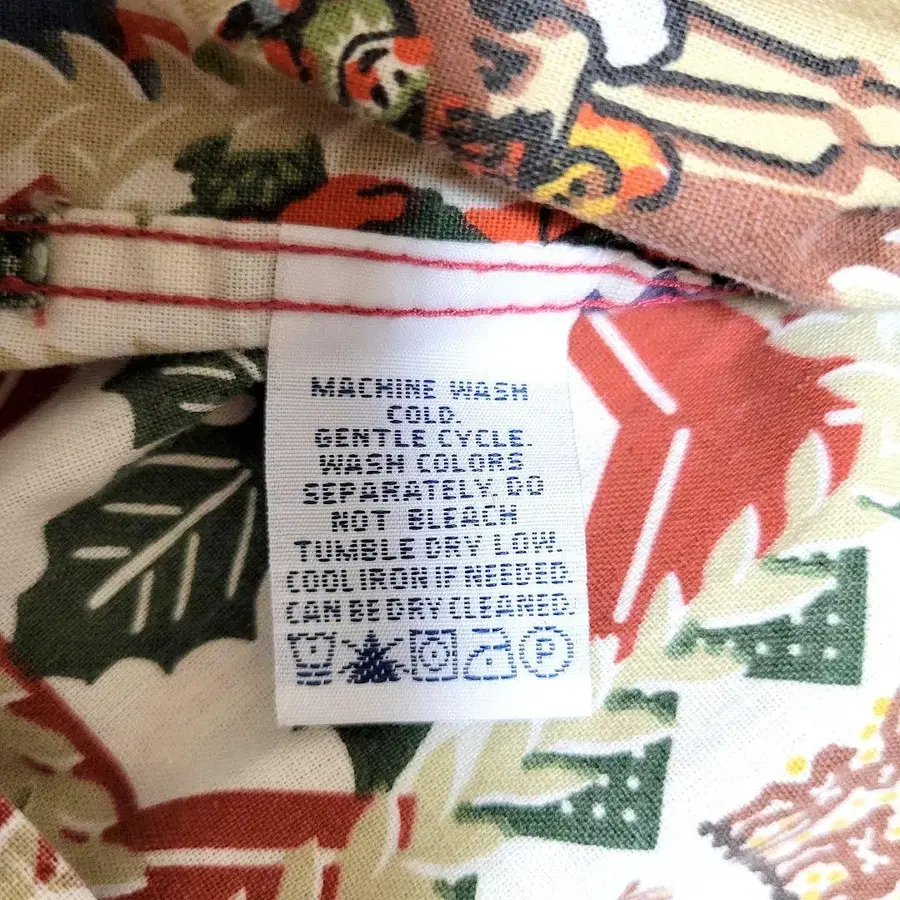 MACHINE WASH
COLD.
GENTLE CYCLE.
WASH COLORS
SEPARATELY. DO
NOT BLEACH
TUMBLE DRY LOW.
COOL IRON IF NEEDED.
CAN BE DRY CLEANED.
P